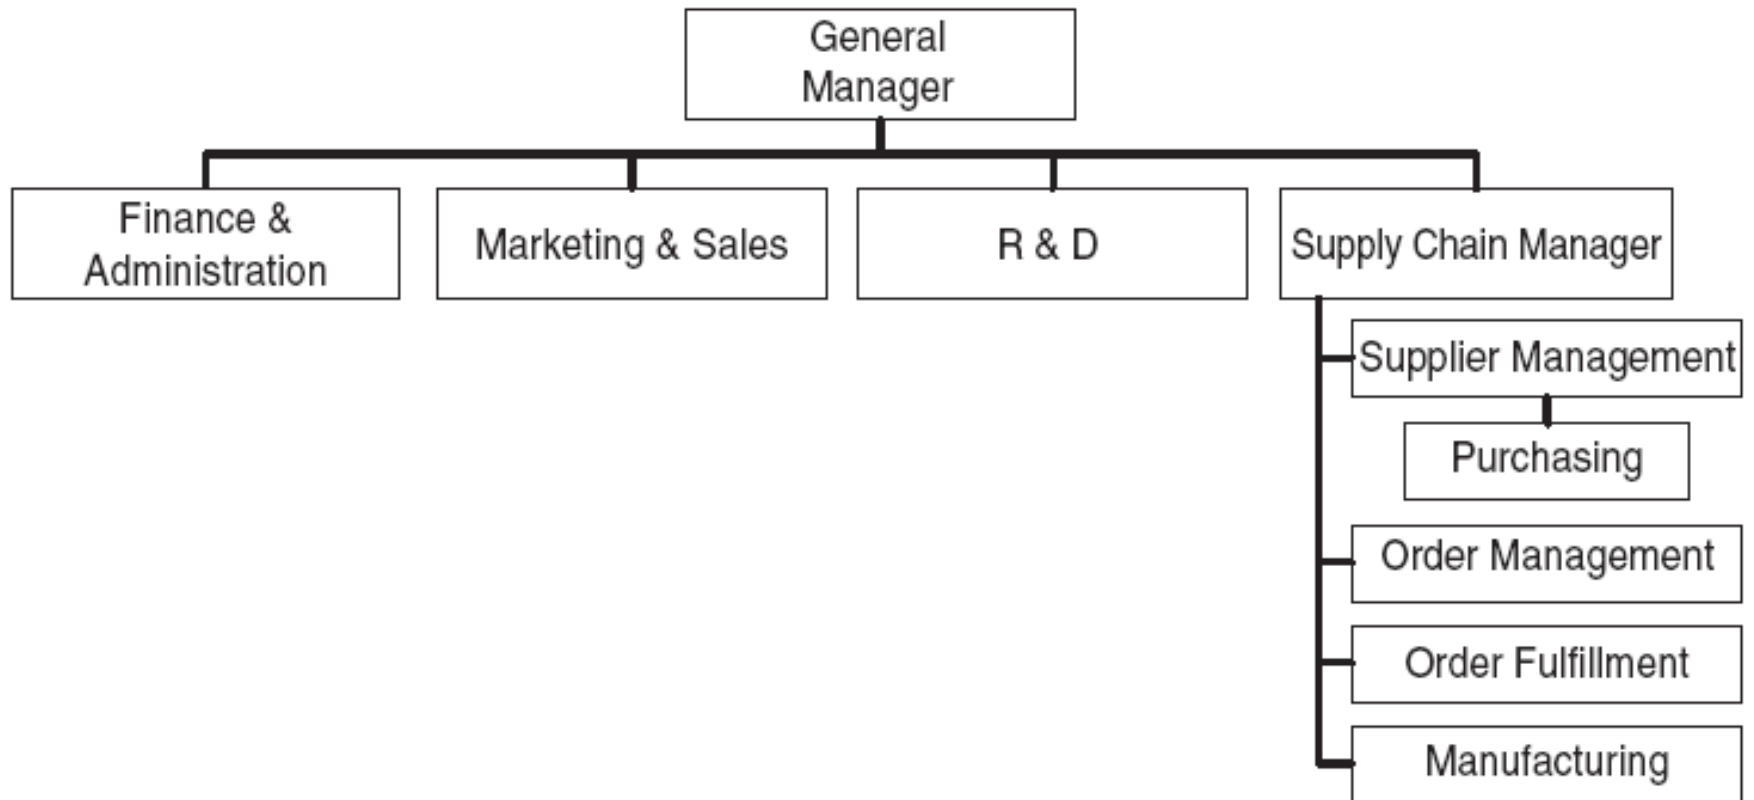 General
Manager
Finance &
Administration
Marketing & Sales
R & D
Supply Chain Manager
Supplier Management
Purchasing
Order Management
Order Fulfillment
Manufacturing